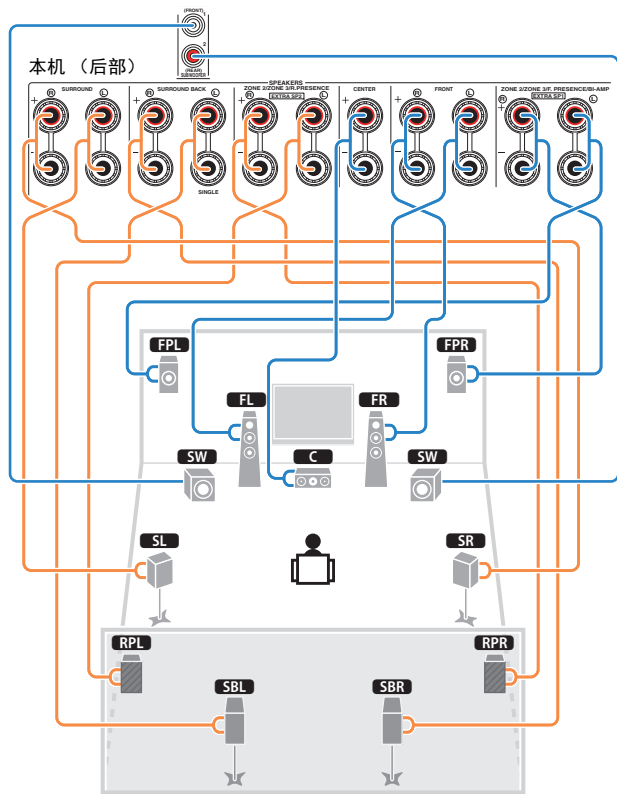 (FRONT)
1
2
(REAR)
SUBWOOFER
本机 （后部）
SPEAKERS
SURROUND
SURROUND BACK
ZONE 2/ZONE 3/R.PRESENCE
CENTER
FRONT
ZONE 2/ZONE 3/F. PRESENCE/BI-AMP
EXTRA SP2
EXTRA SP1
R L R L R L R L R L
+ + + + + +
− − − − − −
SINGLE
FPL FPR
FL FR
SW C SW
SL SR
RPL RPR
SBL SBR